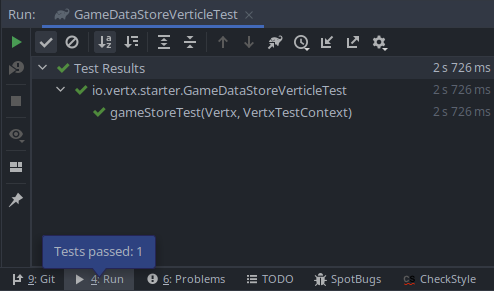 Run: GameDataStoreVerticleTest
Test Results 2 s 726 ms
io.vertx.starter.GameDataStoreVerticleTest 2 s 726 ms
gameStoreTest(Vertx, VertxTestContext) 2 s 726 ms
Tests passed: 1
9: Git 4: Run 6: Problems TODO SpotBugs CheckStyle